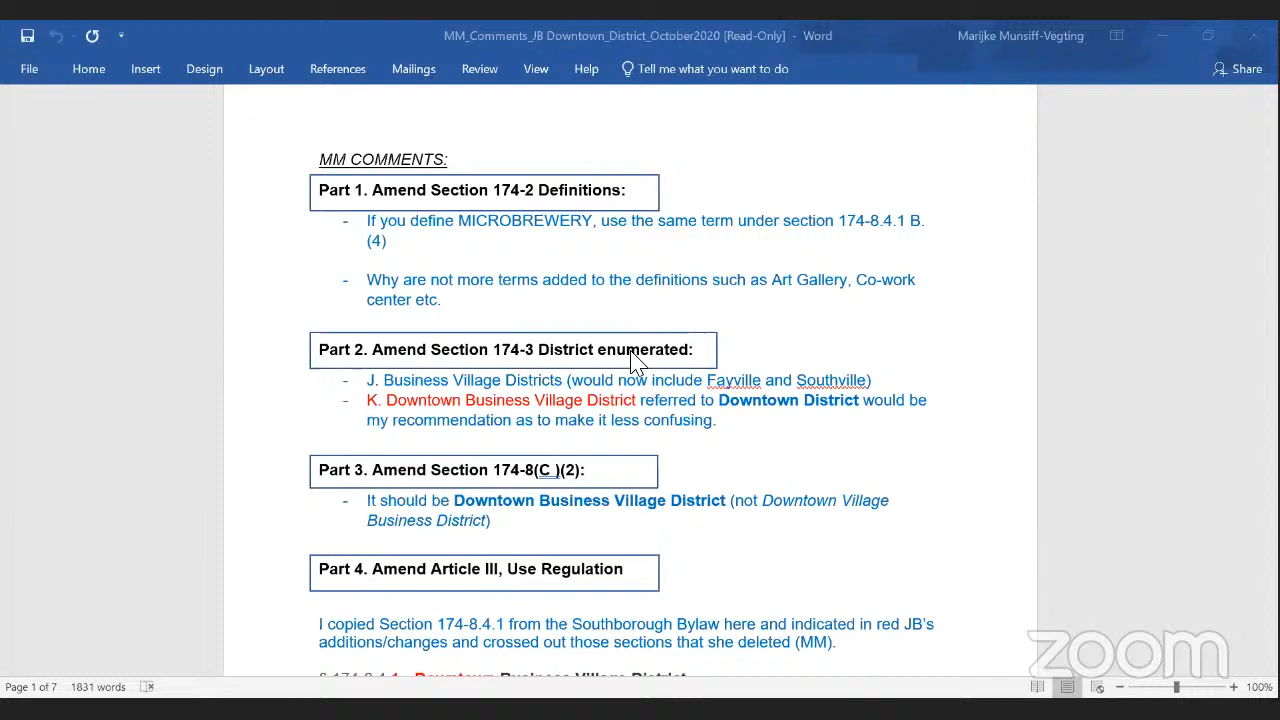 MM_Comments_JB Downtown_District_October2020 [Read-Only] - Word
Marijke Munsiff-Vegting
File Home Insert Design Layout References Mailings Review View Help Tell me what you want to do Share
MM COMMENTS:
Part 1. Amend Section 174-2 Definitions:
- If you define MICROBREWERY, use the same term under section 174-8.4.1 B.
(4)
- Why are not more terms added to the definitions such as Art Gallery, Co-work
center etc.
Part 2. Amend Section 174-3 District enumerated:
- J. Business Village Districts (would now include Fayville and Southville)
- K. Downtown Business Village District referred to Downtown District would be
my recommendation as to make it less confusing.
Part 3. Amend Section 174-8(C )(2):
- It should be Downtown Business Village District (not Downtown Village
Business District)
Part 4. Amend Article III, Use Regulation
I copied Section 174-8.4.1 from the Southborough Bylaw here and indicated in red JB's
additions/changes and crossed out those sections that she deleted (MM).
§ 174-8.4.1. Downtown Business Village District
zoom
Page 1 of 7 1831 words 100%